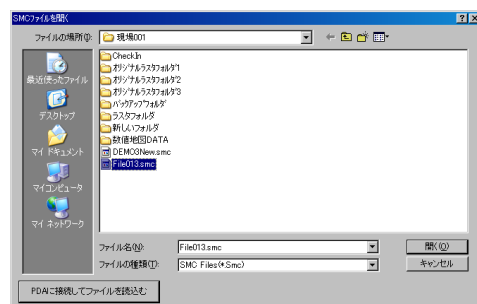 SMCファイルを開く
ファイルの場所(I):
現場001
最近使ったファイル
デスクトップ
マイ ドキュメント
マイ コンピュータ
マイ ネットワーク
CheckIn
オリジナルラスタフォルダ1
オリジナルラスタフォルダ2
オリジナルラスタフォルダ3
バックアップフォルダ
ラスタフォルダ
新しいフォルダ
数値地図DATA
DEMO3New.smc
File013.smc
ファイル名(N):
File013.smc
開く(O)
ファイルの種類(T):
SMC Files(*.Smc)
キャンセル
PDAに接続してファイルを読込む